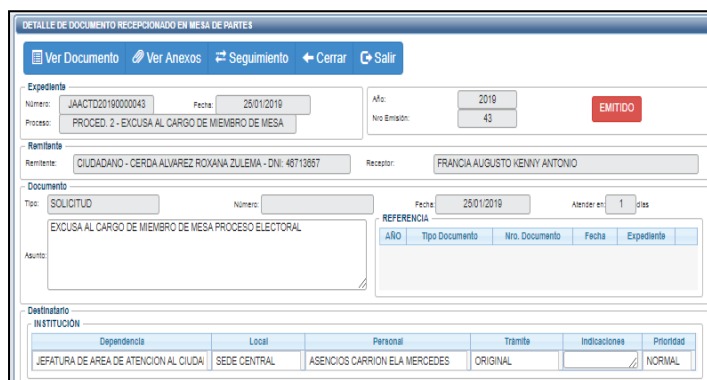 DETALLE DE DOCUMENTO RECEPCIONADO EN MESA DE PARTES
Ver Documento Ver Anexos Seguimiento Cerrar Salir
Expediente
Número: JAACTD20190000043 Fecha: 25/01/2019 Año: 2019 EMITIDO
Proceso: PROCED. 2 - EXCUSA AL CARGO DE MIEMBRO DE MESA Nro Emisión: 43
Remitente
Remitente: CIUDADANO - CERDA ALVAREZ ROXANA ZULEMA - DNI: 46713657 Receptor: FRANCIA AUGUSTO KENNY ANTONIO
Documento
Tipo: SOLICITUD Número: Fecha: 25/01/2019 Atender en: 1 días
Asunto: EXCUSA AL CARGO DE MIEMBRO DE MESA PROCESO ELECTORAL
REFERENCIA
AÑO Tipo Documento Nro. Documento Fecha Expediente
Destinatario
INSTITUCIÓN
Dependencia Local Personal Trámite Indicaciones Prioridad
JEFATURA DE AREA DE ATENCION AL CIUDA SEDE CENTRAL ASENCIOS CARRION ELA MERCEDES ORIGINAL NORMAL